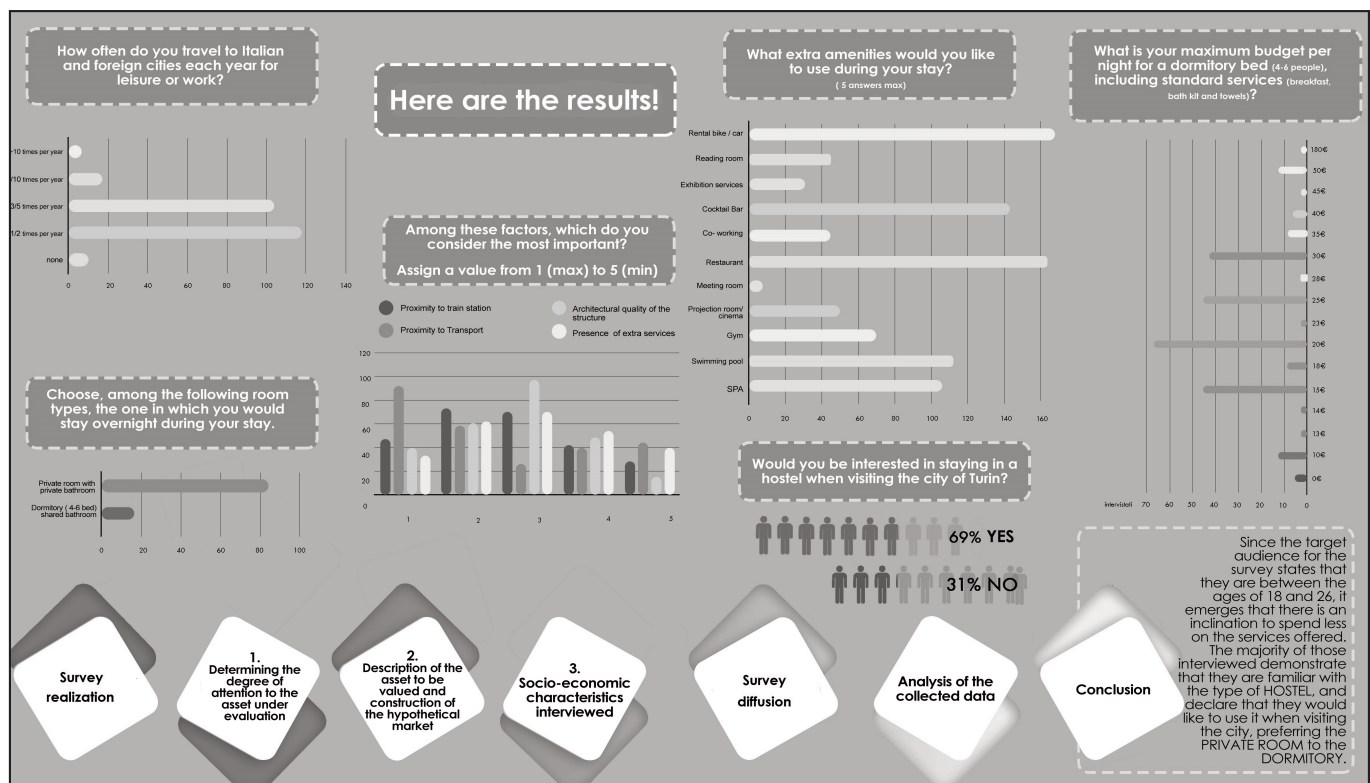 How often do you travel to Italian
and foreign cities each year for
leisure or work?
10 times per year
/10 times per year
3/5 times per year
1/2 times per year
none
0 20 40 60 80 100 120 140
Choose, among the following room
types, the one in which you would
stay overnight during your stay.
Private room with
private bathroom
Dormitory ( 4-6 bed)
shared bathroom
0 20 40 60 80 100
Here are the results!
Among these factors, which do you
consider the most important?
Assign a value from 1 (max) to 5 (min)
Proximity to train station
Proximity to Transport
Architectural quality of the
structure
Presence of extra services
120
100
80
60
40
20
0
1 2 3 4 5
What extra amenities would you like
to use during your stay?
( 5 answers max)
Rental bike / car
Reading room
Exhibition services
Cocktail Bar
Co- working
Restaurant
Meeting room
Projection room/
cinema
Gym
Swimming pool
SPA
0 20 40 60 80 100 120 140 160
Would you be interested in staying in a
hostel when visiting the city of Turin?
69% YES
31% NO
What is your maximum budget per
night for a dormitory bed (4-6 people),
including standard services (breakfast,
bath kit and towels)?
180€
50€
45€
40€
35€
30€
28€
25€
23€
20€
18€
15€
14€
13€
10€
0€
intervistati 70 60 50 40 30 20 10 0
Survey
realization
1.
Determining the
degree of
attention to the
asset under
evaluation
2.
Description of the
asset to be
valued and
construction of
the hypothetical
market
3.
Socio-economic
characteristics
interviewed
Survey
diffusion
Analysis of the
collected data
Conclusion
Since the target
audience for the
survey states that
they are between the
ages of 18 and 26, it
emerges that there is an
inclination to spend less
on the services offered.
The majority of those
interviewed demonstrate
that they are familiar with
the type of HOSTEL, and
declare that they would
like to use it when visiting
the city, preferring the
PRIVATE ROOM to the
DORMITORY.